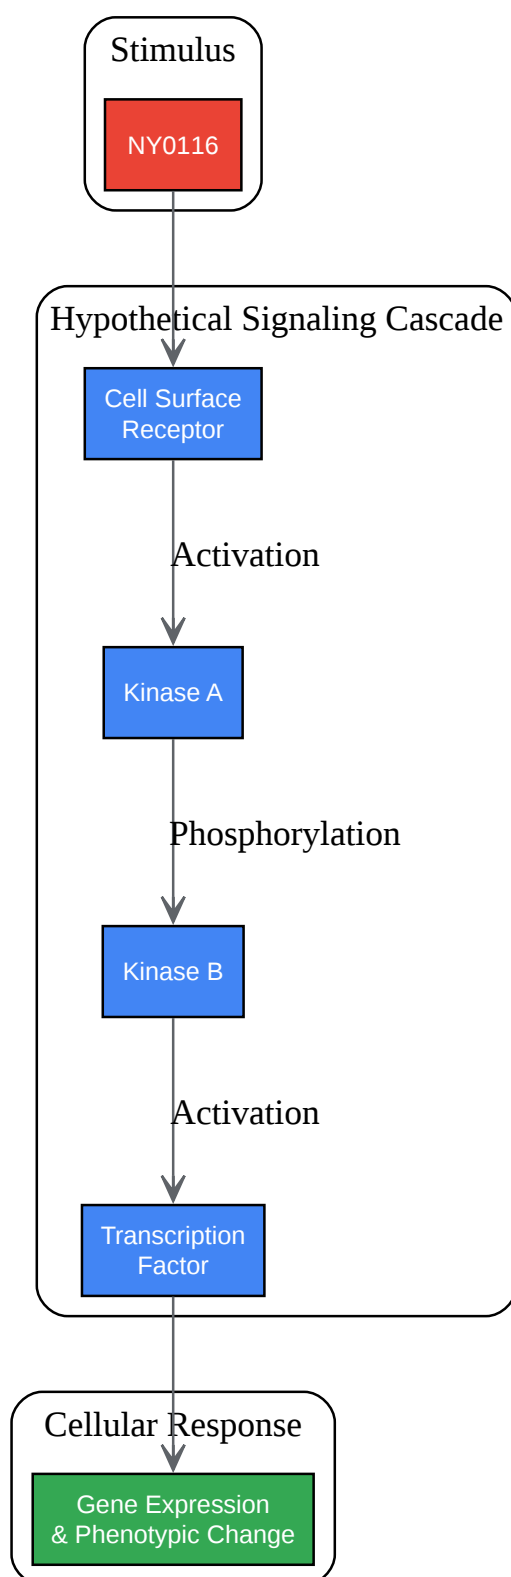 Stimulus
NY0116
Hypothetical Signaling Cascade
Cell Surface
Receptor
Activation
Kinase A
Phosphorylation
Kinase B
Activation
Transcription
Factor
Cellular Response
Gene Expression
& Phenotypic Change